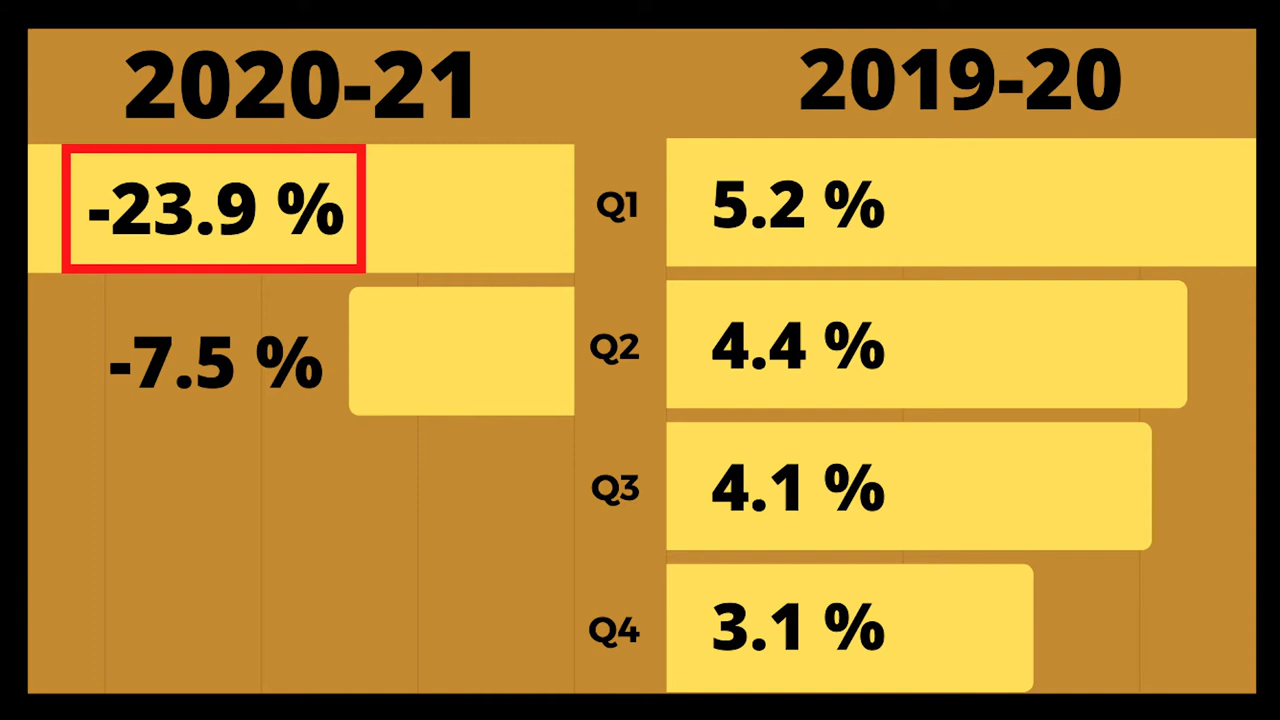 2020-21 2019-20
-23.9 % Q1 5.2 %
-7.5 % Q2 4.4 %
Q3 4.1 %
Q4 3.1 %